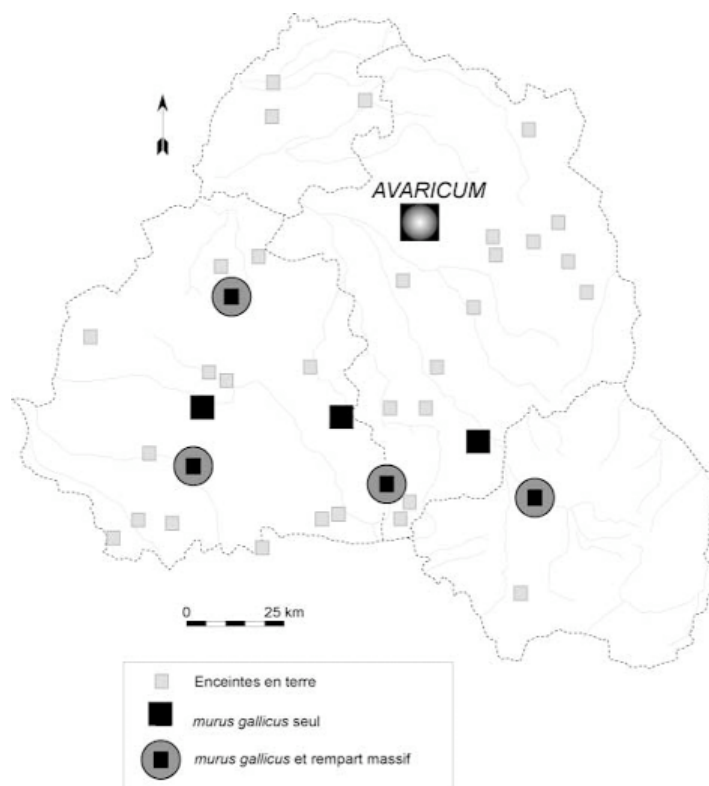 AVARICUM
0 25 km
Enceintes en terre
murus gallicus seul
murus gallicus et rempart massif